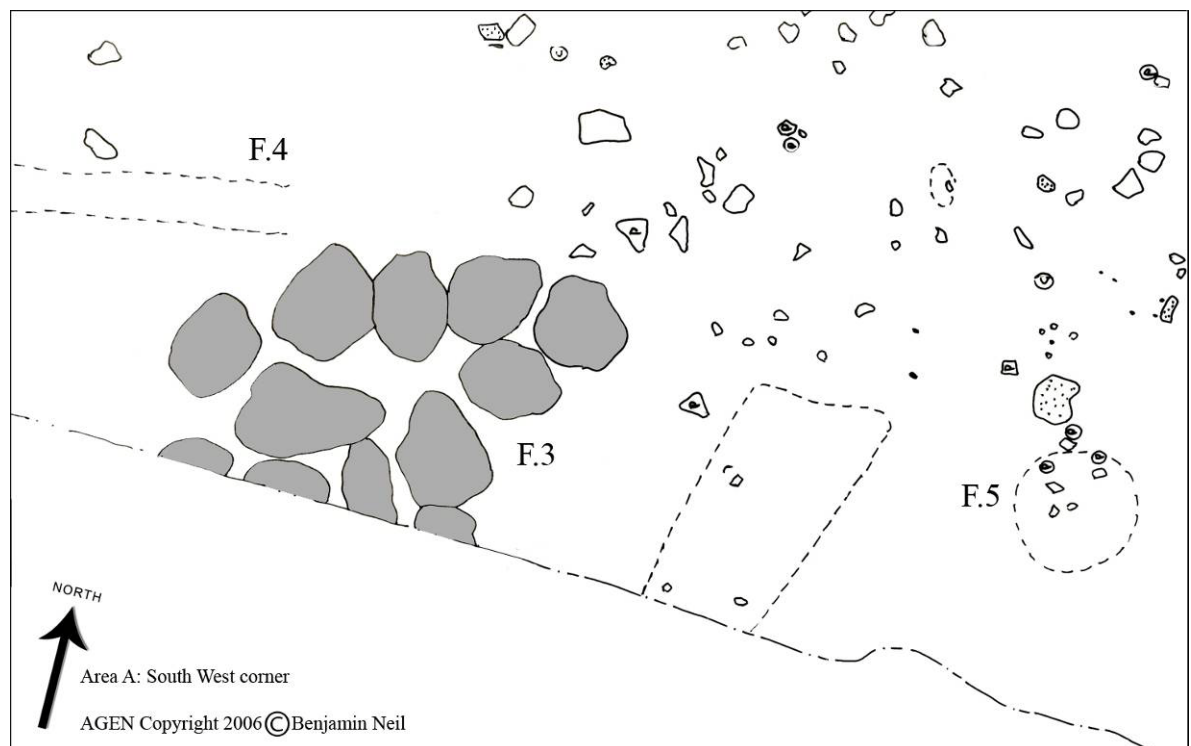 F.4
F.3
F.5
NORTH
Area A: South West corner
AGEN Copyright 2006 © Benjamin Neil